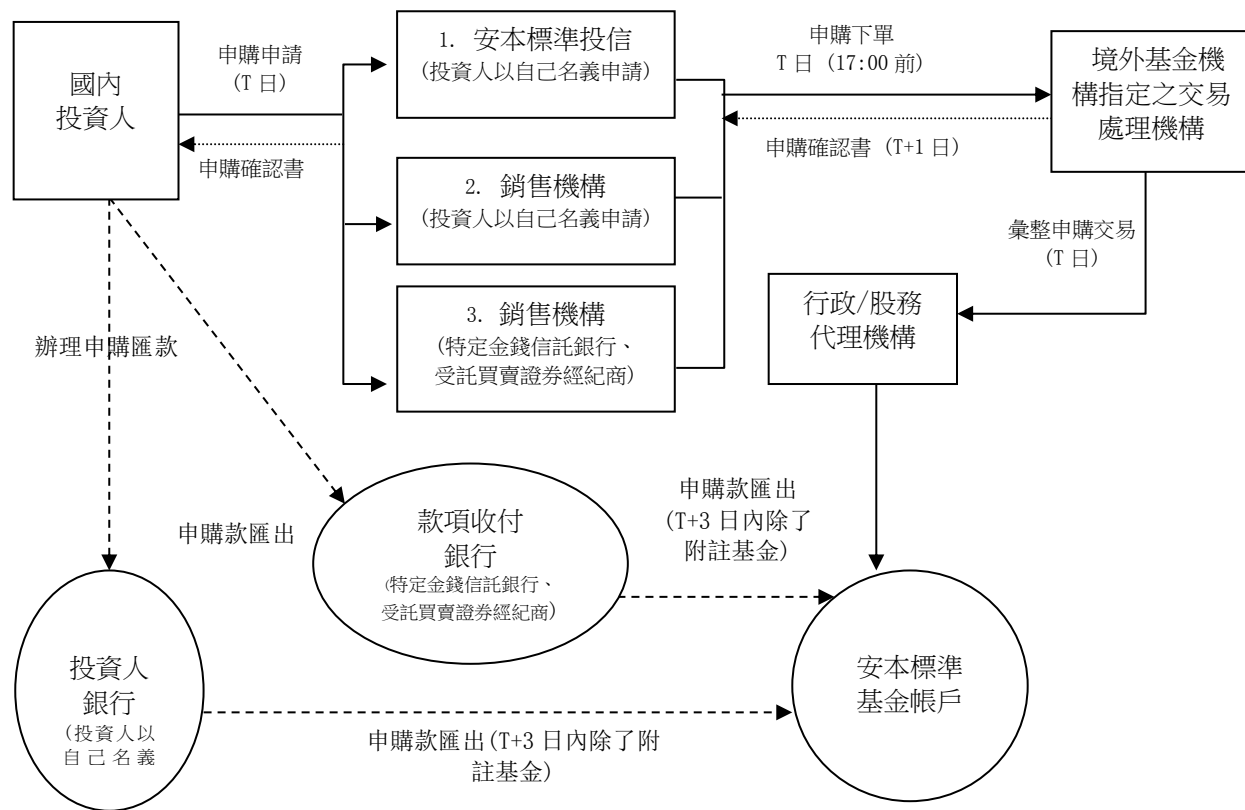 國內
投資人
申購申請
(T 日)
申購確認書
1. 安本標準投信
(投資人以自己名義申請)
2. 銷售機構
(投資人以自己名義申請)
3. 銷售機構
(特定金錢信託銀行、
受託買賣證券經紀商)
申購下單
T 日 (17:00 前)
申購確認書 (T+1 日)
境外基金機
構指定之交易
處理機構
彙整申購交易
(T 日)
行政/股務
代理機構
辦理申購匯款
申購款匯出
款項收付
銀行
(特定金錢信託銀行、
受託買賣證券經紀商)
申購款匯出
(T+3 日內除了
附註基金)
投資人
銀行
(投資人以
自己名義
申購款匯出(T+3 日內除了附
註基金)
安本標準
基金帳戶